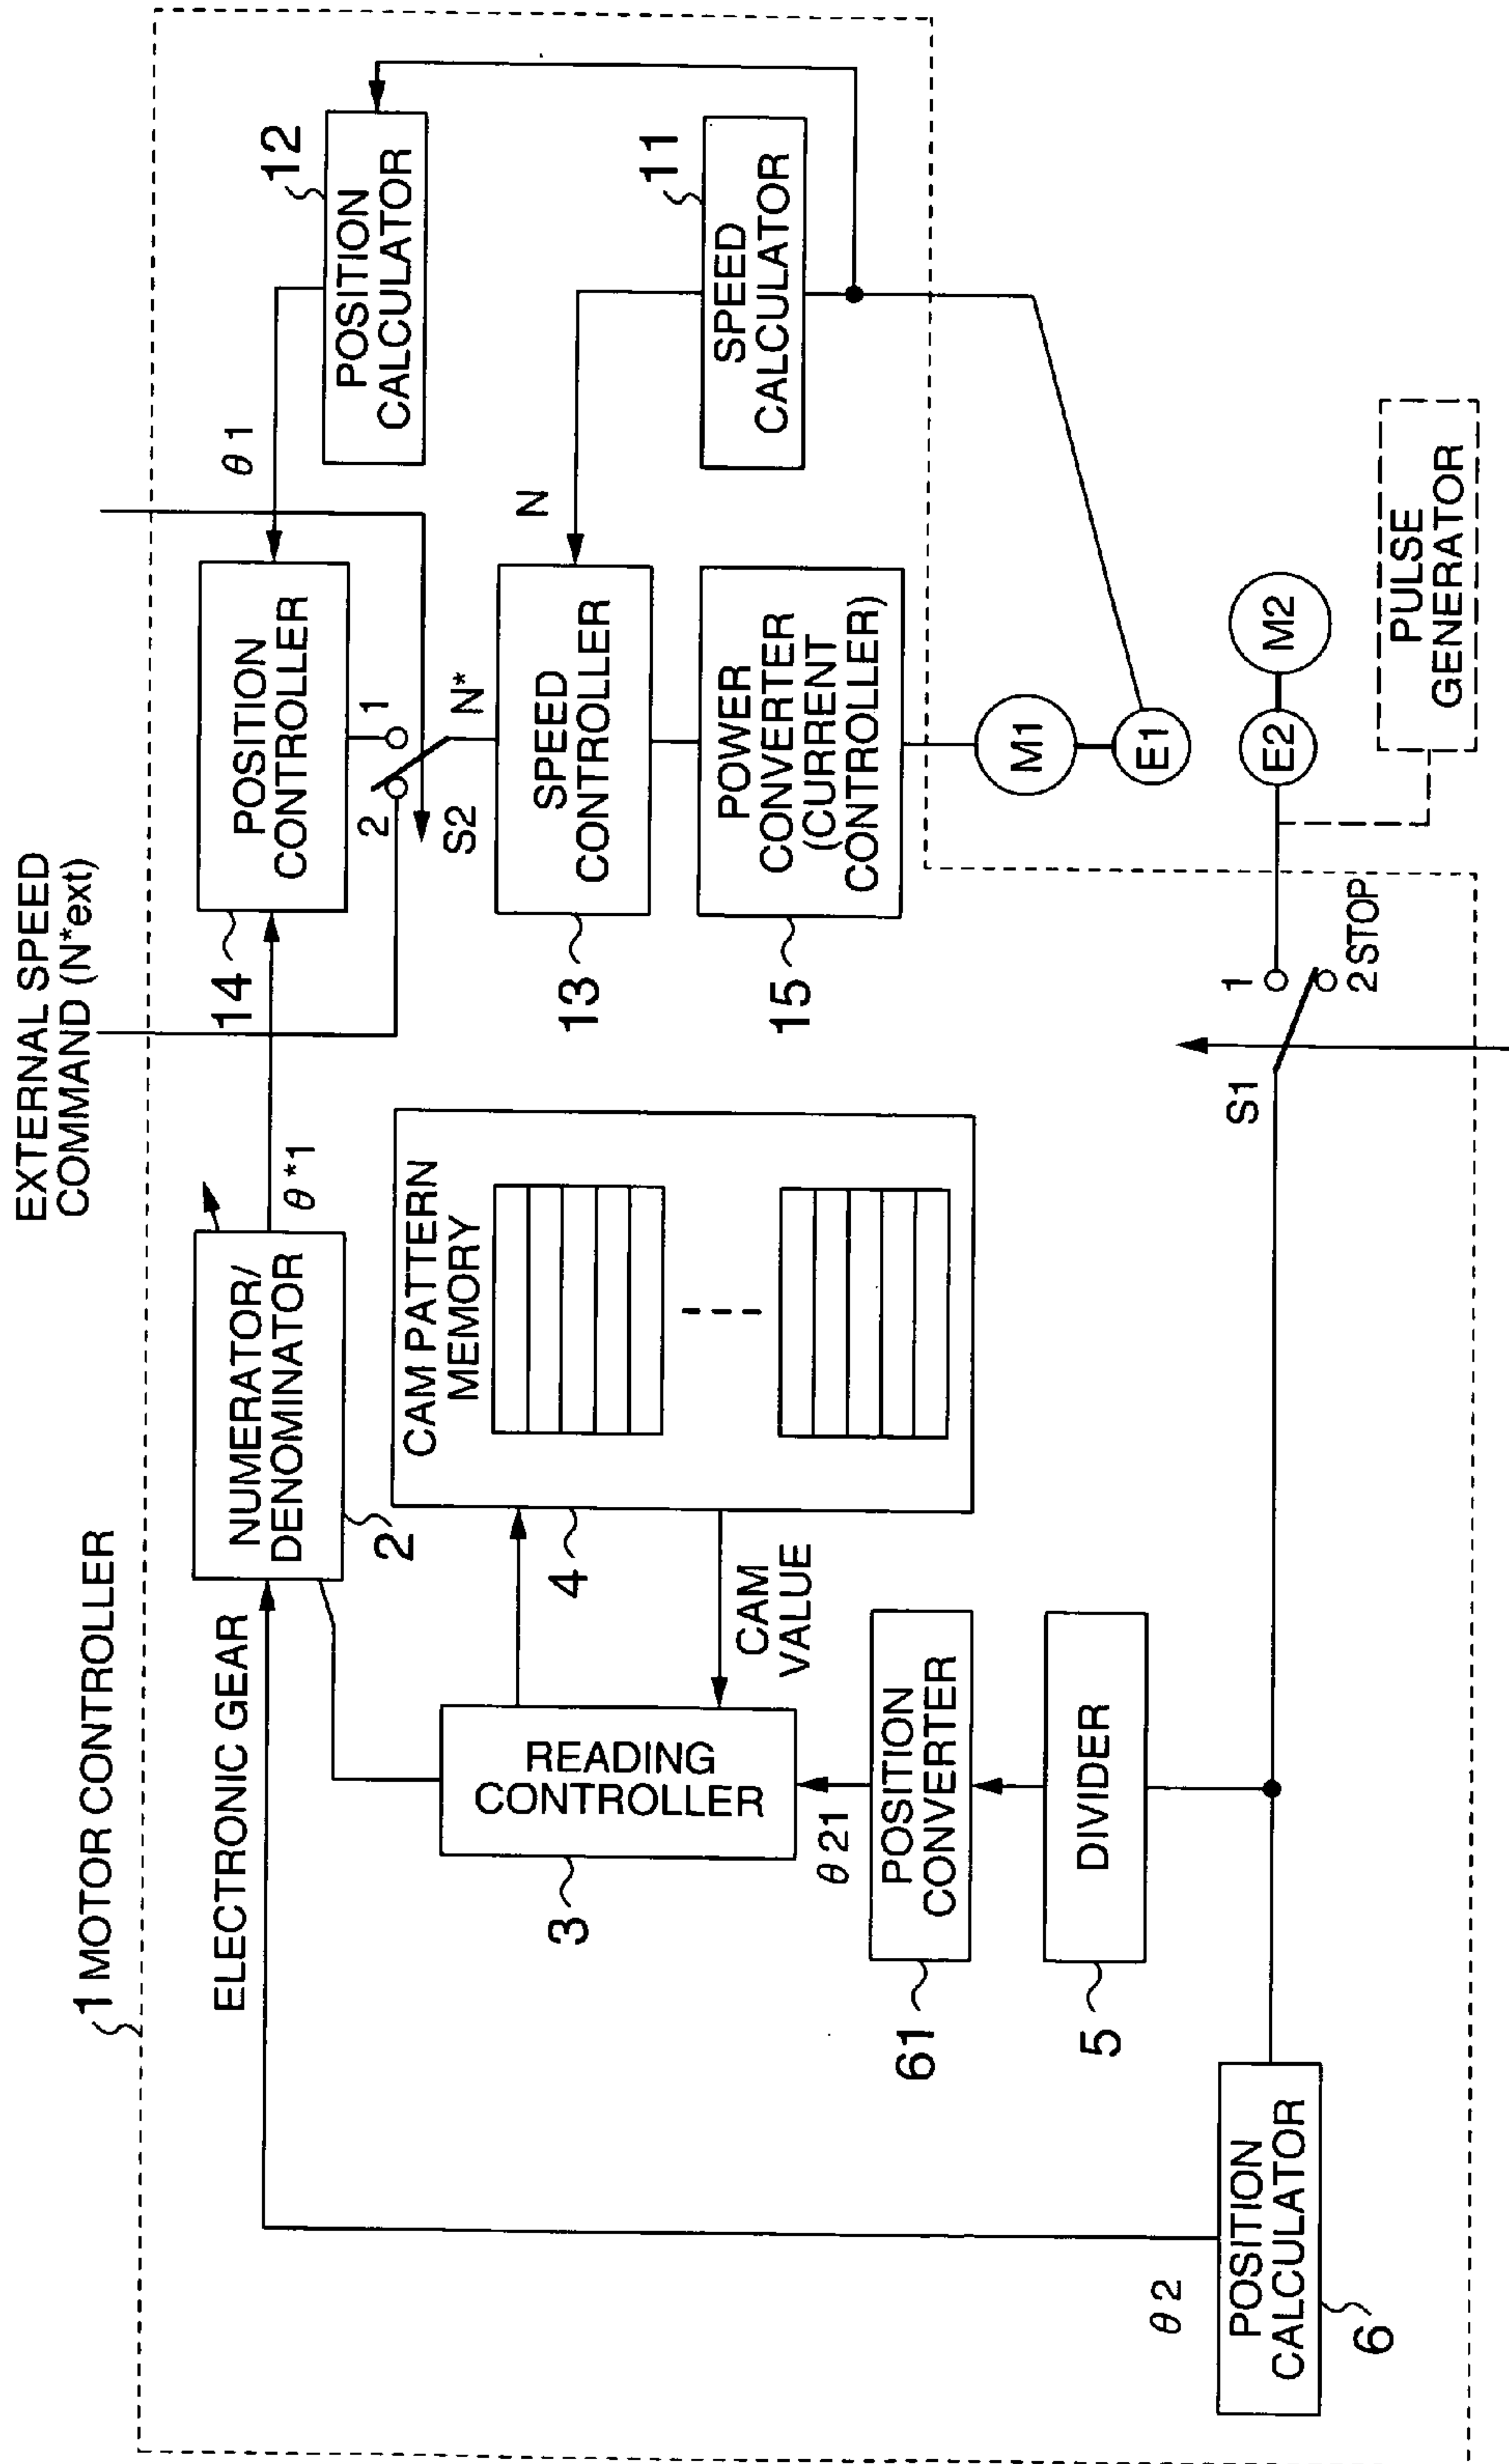 1 MOTOR CONTROLLER
EXTERNAL SPEED
COMMAND (N*ext)
ELECTRONIC GEAR
NUMERATOR/
DENOMINATOR
2
θ*1
14
POSITION
CONTROLLER
θ1
12
POSITION
CALCULATOR
2
1
S2
N*
N
READING
CONTROLLER
3
CAM PATTERN
MEMORY
4
CAM
VALUE
SPEED
CONTROLLER
13
11
SPEED
CALCULATOR
θ21
POSITION
CONVERTER
61
POWER
CONVERTER
(CURRENT
CONTROLLER)
15
DIVIDER
5
M1
E1
θ2
POSITION
CALCULATOR
6
S1
1
2 STOP
E2
M2
PULSE
GENERATOR